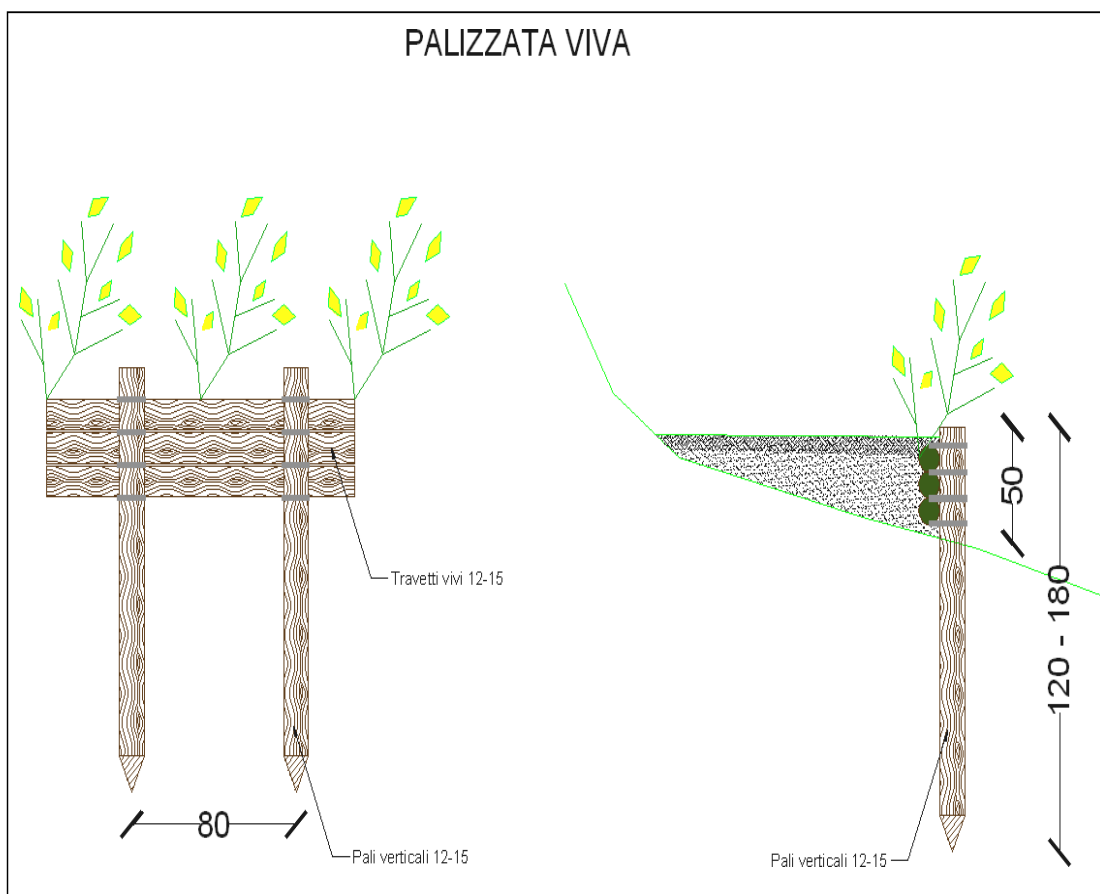 PALIZZATA VIVA
Travetti vivi 12-15
80
Pali verticali 12-15
50
120 - 180
Pali verticali 12-15